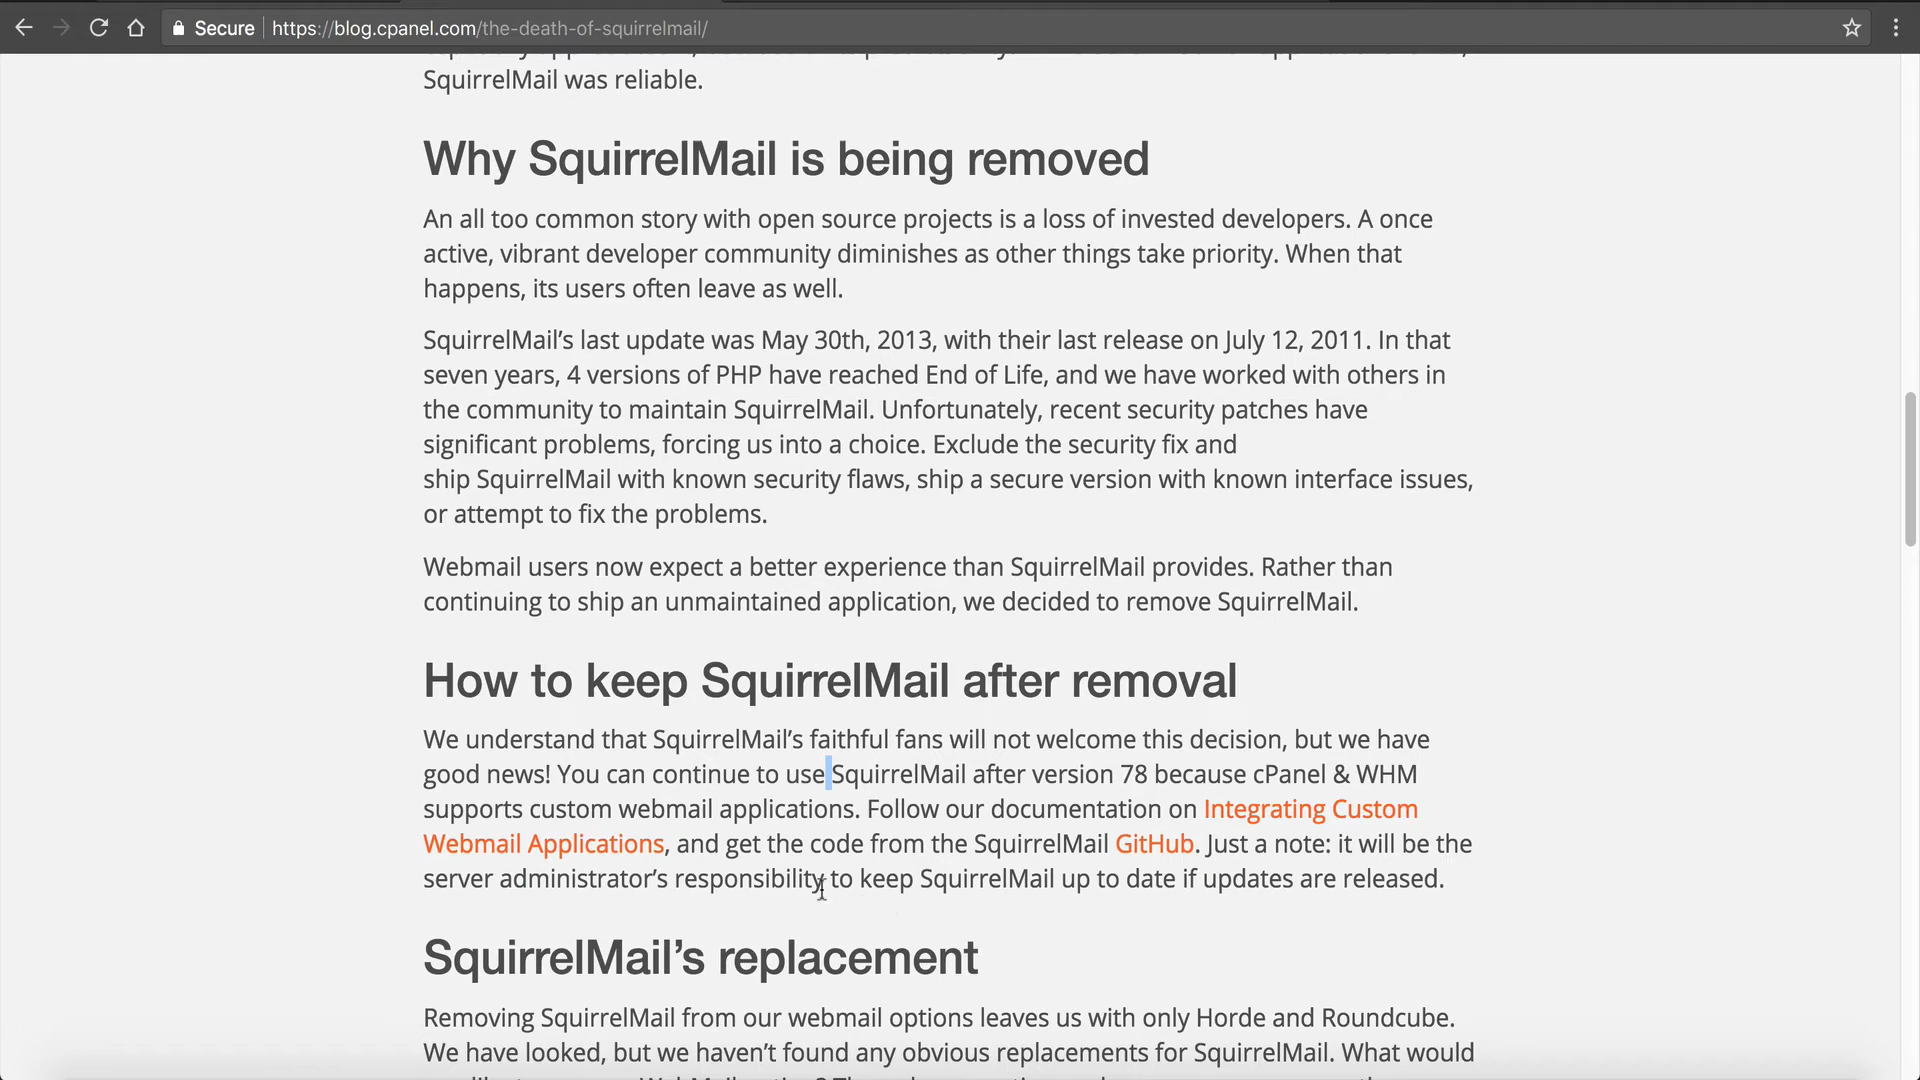 Secure https://blog.cpanel.com/the-death-of-squirrelmail/
SquirrelMail was reliable.
Why SquirrelMail is being removed
An all too common story with open source projects is a loss of invested developers. A once
active, vibrant developer community diminishes as other things take priority. When that
happens, its users often leave as well.
SquirrelMail’s last update was May 30th, 2013, with their last release on July 12, 2011. In that
seven years, 4 versions of PHP have reached End of Life, and we have worked with others in
the community to maintain SquirrelMail. Unfortunately, recent security patches have
significant problems, forcing us into a choice. Exclude the security fix and
ship SquirrelMail with known security flaws, ship a secure version with known interface issues,
or attempt to fix the problems.
Webmail users now expect a better experience than SquirrelMail provides. Rather than
continuing to ship an unmaintained application, we decided to remove SquirrelMail.
How to keep SquirrelMail after removal
We understand that SquirrelMail’s faithful fans will not welcome this decision, but we have
good news! You can continue to use SquirrelMail after version 78 because cPanel & WHM
supports custom webmail applications. Follow our documentation on Integrating Custom
Webmail Applications, and get the code from the SquirrelMail GitHub. Just a note: it will be the
server administrator’s responsibility to keep SquirrelMail up to date if updates are released.
SquirrelMail’s replacement
Removing SquirrelMail from our webmail options leaves us with only Horde and Roundcube.
We have looked, but we haven’t found any obvious replacements for SquirrelMail. What would